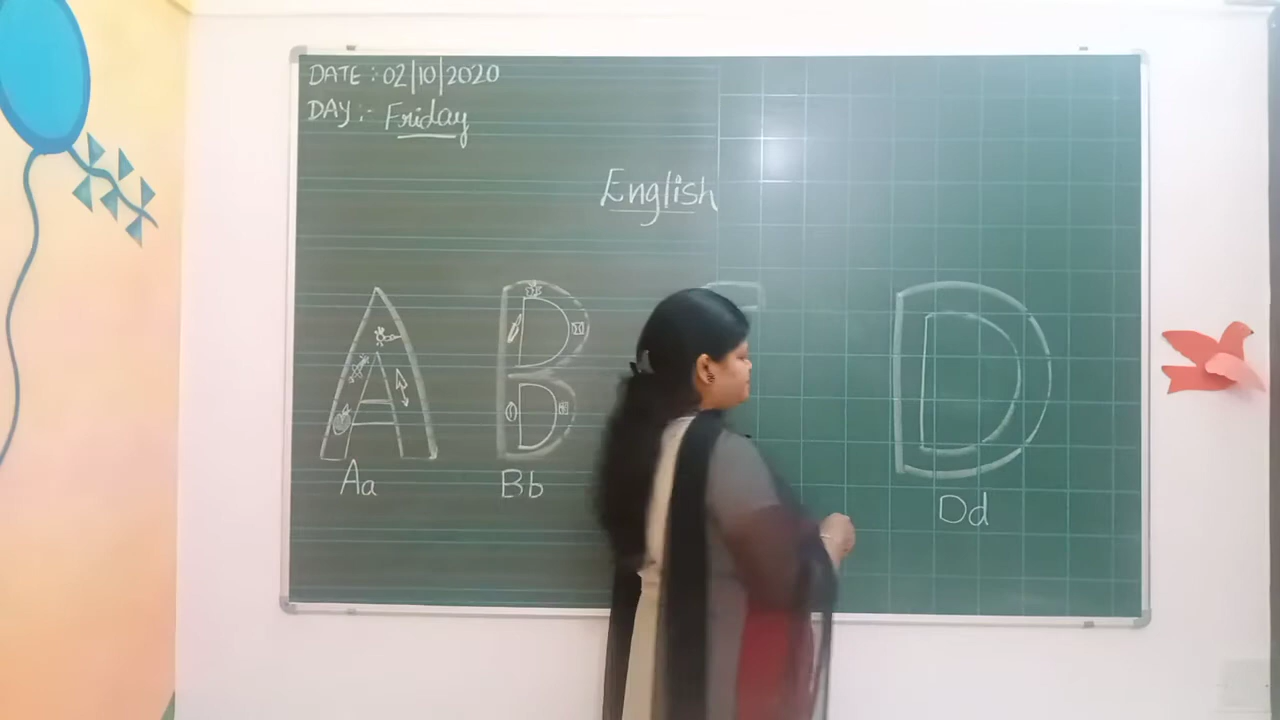 DATE :- 02|10|2020
DAY :- Friday
English
A B D
Aa Bb Dd